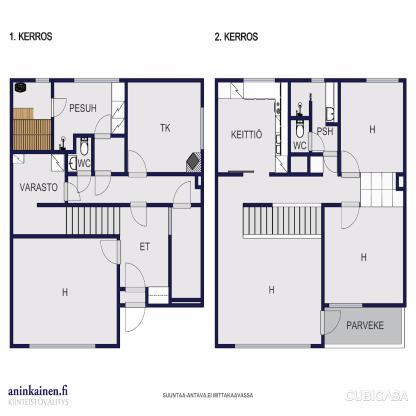 1. KERROS
2. KERROS
PESUH
TK
WC
VARASTO
ET
H
KEITTIÖ
WC
PSH
H
H
H
PARVEKE
aninkainen.fi
KIINTEISTÖVÄLITYS
SUUNTAA-ANTAVA, EI MITTAKAAVASSA
CUBICASA